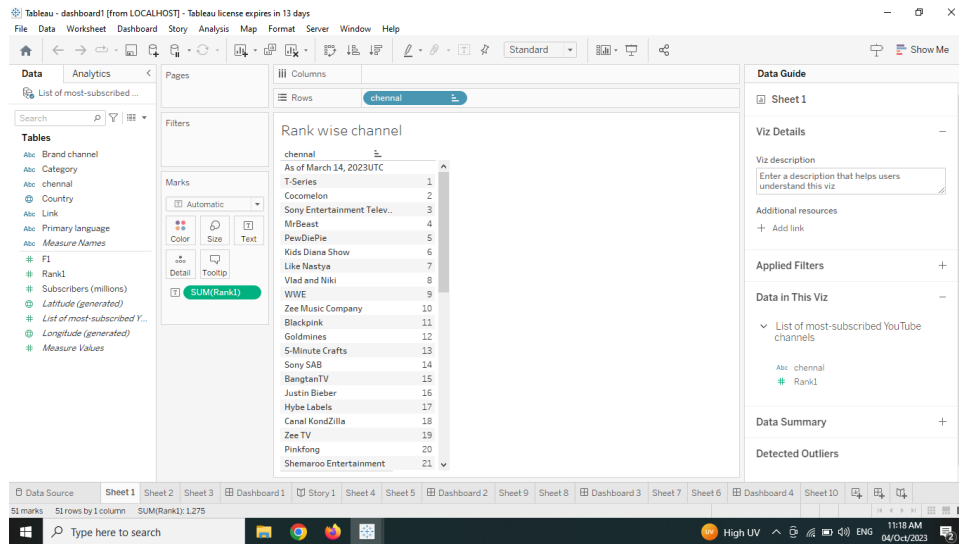 Tableau - dashboard1 [from LOCALHOST] - Tableau license expires in 13 days
File Data Worksheet Dashboard Story Analysis Map Format Server Window Help
Standard
Show Me
Data Analytics
List of most-subscribed ...
Search
Tables
Abc Brand channel
Abc Category
Abc chennal
Country
Abc Link
Abc Primary language
Abc Measure Names
# F1
# Rank1
# Subscribers (millions)
Latitude (generated)
# List of most-subscribed Y...
Longitude (generated)
# Measure Values
Pages
Filters
Marks
T Automatic
Color Size Text
Detail Tooltip
T SUM(Rank1)
Columns
Rows chennal
Rank wise channel
chennal
As of March 14, 2023UTC
T-Series 1
Cocomelon 2
Sony Entertainment Telev.. 3
MrBeast 4
PewDiePie 5
Kids Diana Show 6
Like Nastya 7
Vlad and Niki 8
WWE 9
Zee Music Company 10
Blackpink 11
Goldmines 12
5-Minute Crafts 13
Sony SAB 14
BangtanTV 15
Justin Bieber 16
Hybe Labels 17
Canal KondZilla 18
Zee TV 19
Pinkfong 20
Shemaroo Entertainment 21
Data Guide
Sheet 1
Viz Details
Viz description
Enter a description that helps users
understand this viz
Additional resources
+ Add link
Applied Filters
Data in This Viz
List of most-subscribed YouTube
channels
Abc chennal
# Rank1
Data Summary
Detected Outliers
Data Source Sheet 1 Sheet 2 Sheet 3 Dashboard 1 Story 1 Sheet 4 Sheet 5 Dashboard 2 Sheet 9 Sheet 8 Dashboard 3 Sheet 7 Sheet 6 Dashboard 4 Sheet 10
51 marks 51 rows by 1 column SUM(Rank1): 1,275
Type here to search
UV High UV ENG
11:18 AM
04/Oct/2023
2